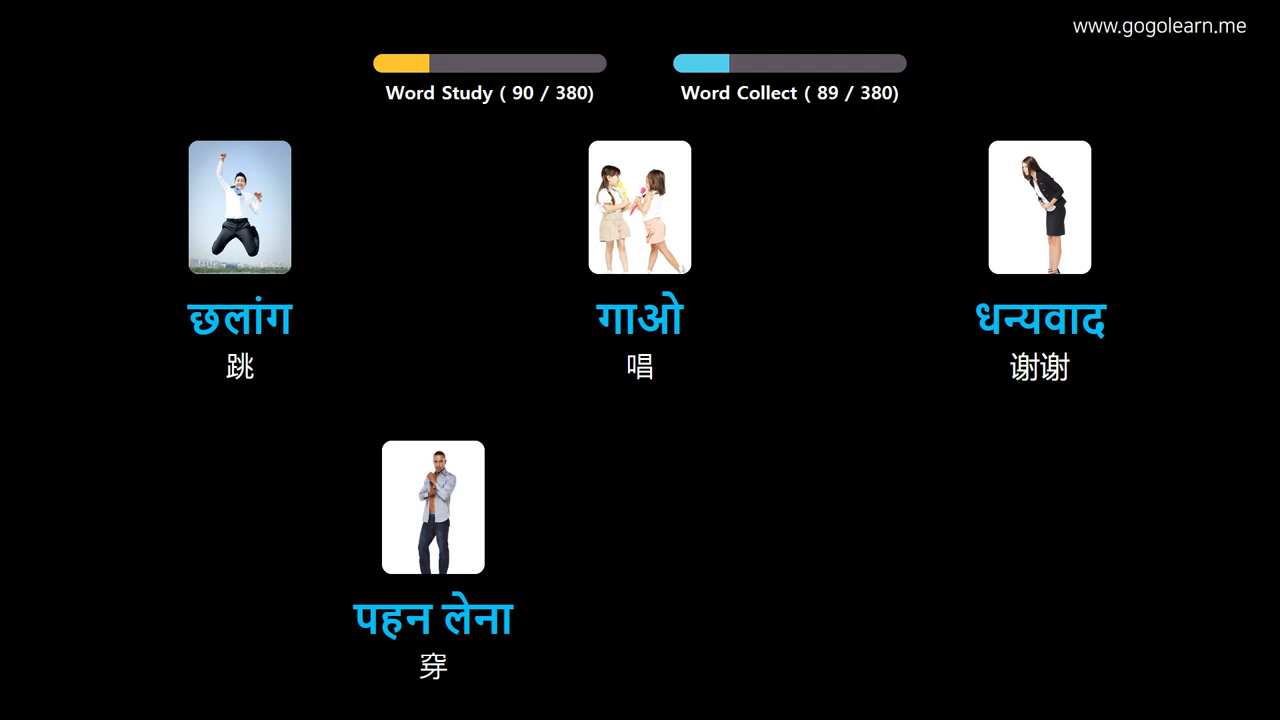 www.gogolearn.me
Word Study ( 90 / 380)
Word Collect ( 89 / 380)
छलांग
跳
गाओ
唱
धन्यवाद
谢谢
पहन लेना
穿